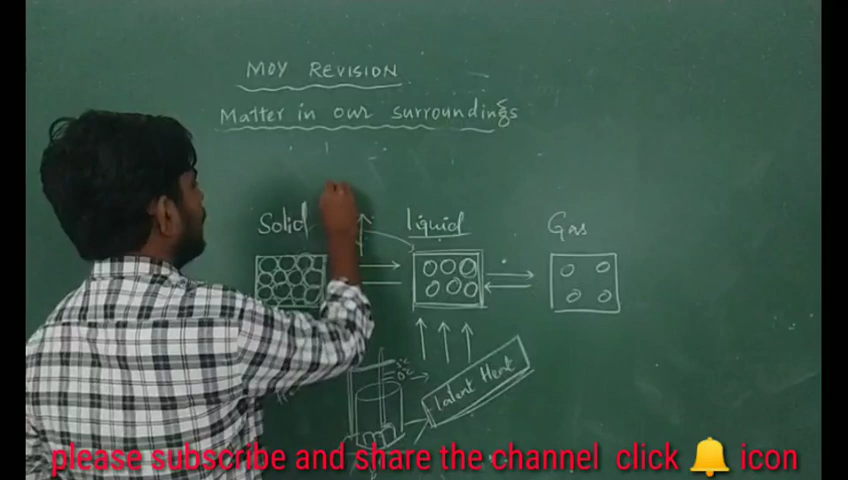 MOY REVISION
Matter in our surroundings
Solid liquid Gas
0°C
Latent Heat
please subscribe and share the channel click 🔔 icon